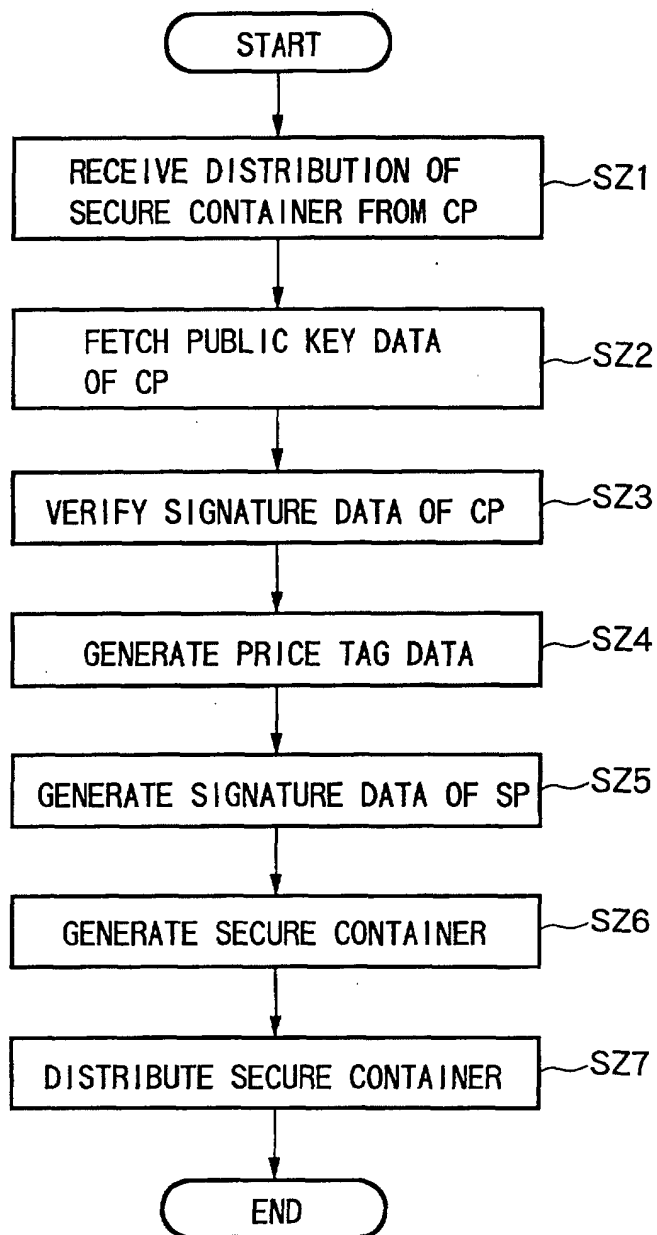 START
RECEIVE DISTRIBUTION OF
SECURE CONTAINER FROM CP
SZ1
FETCH PUBLIC KEY DATA
OF CP
SZ2
VERIFY SIGNATURE DATA OF CP
SZ3
GENERATE PRICE TAG DATA
SZ4
GENERATE SIGNATURE DATA OF SP
SZ5
GENERATE SECURE CONTAINER
SZ6
DISTRIBUTE SECURE CONTAINER
SZ7
END